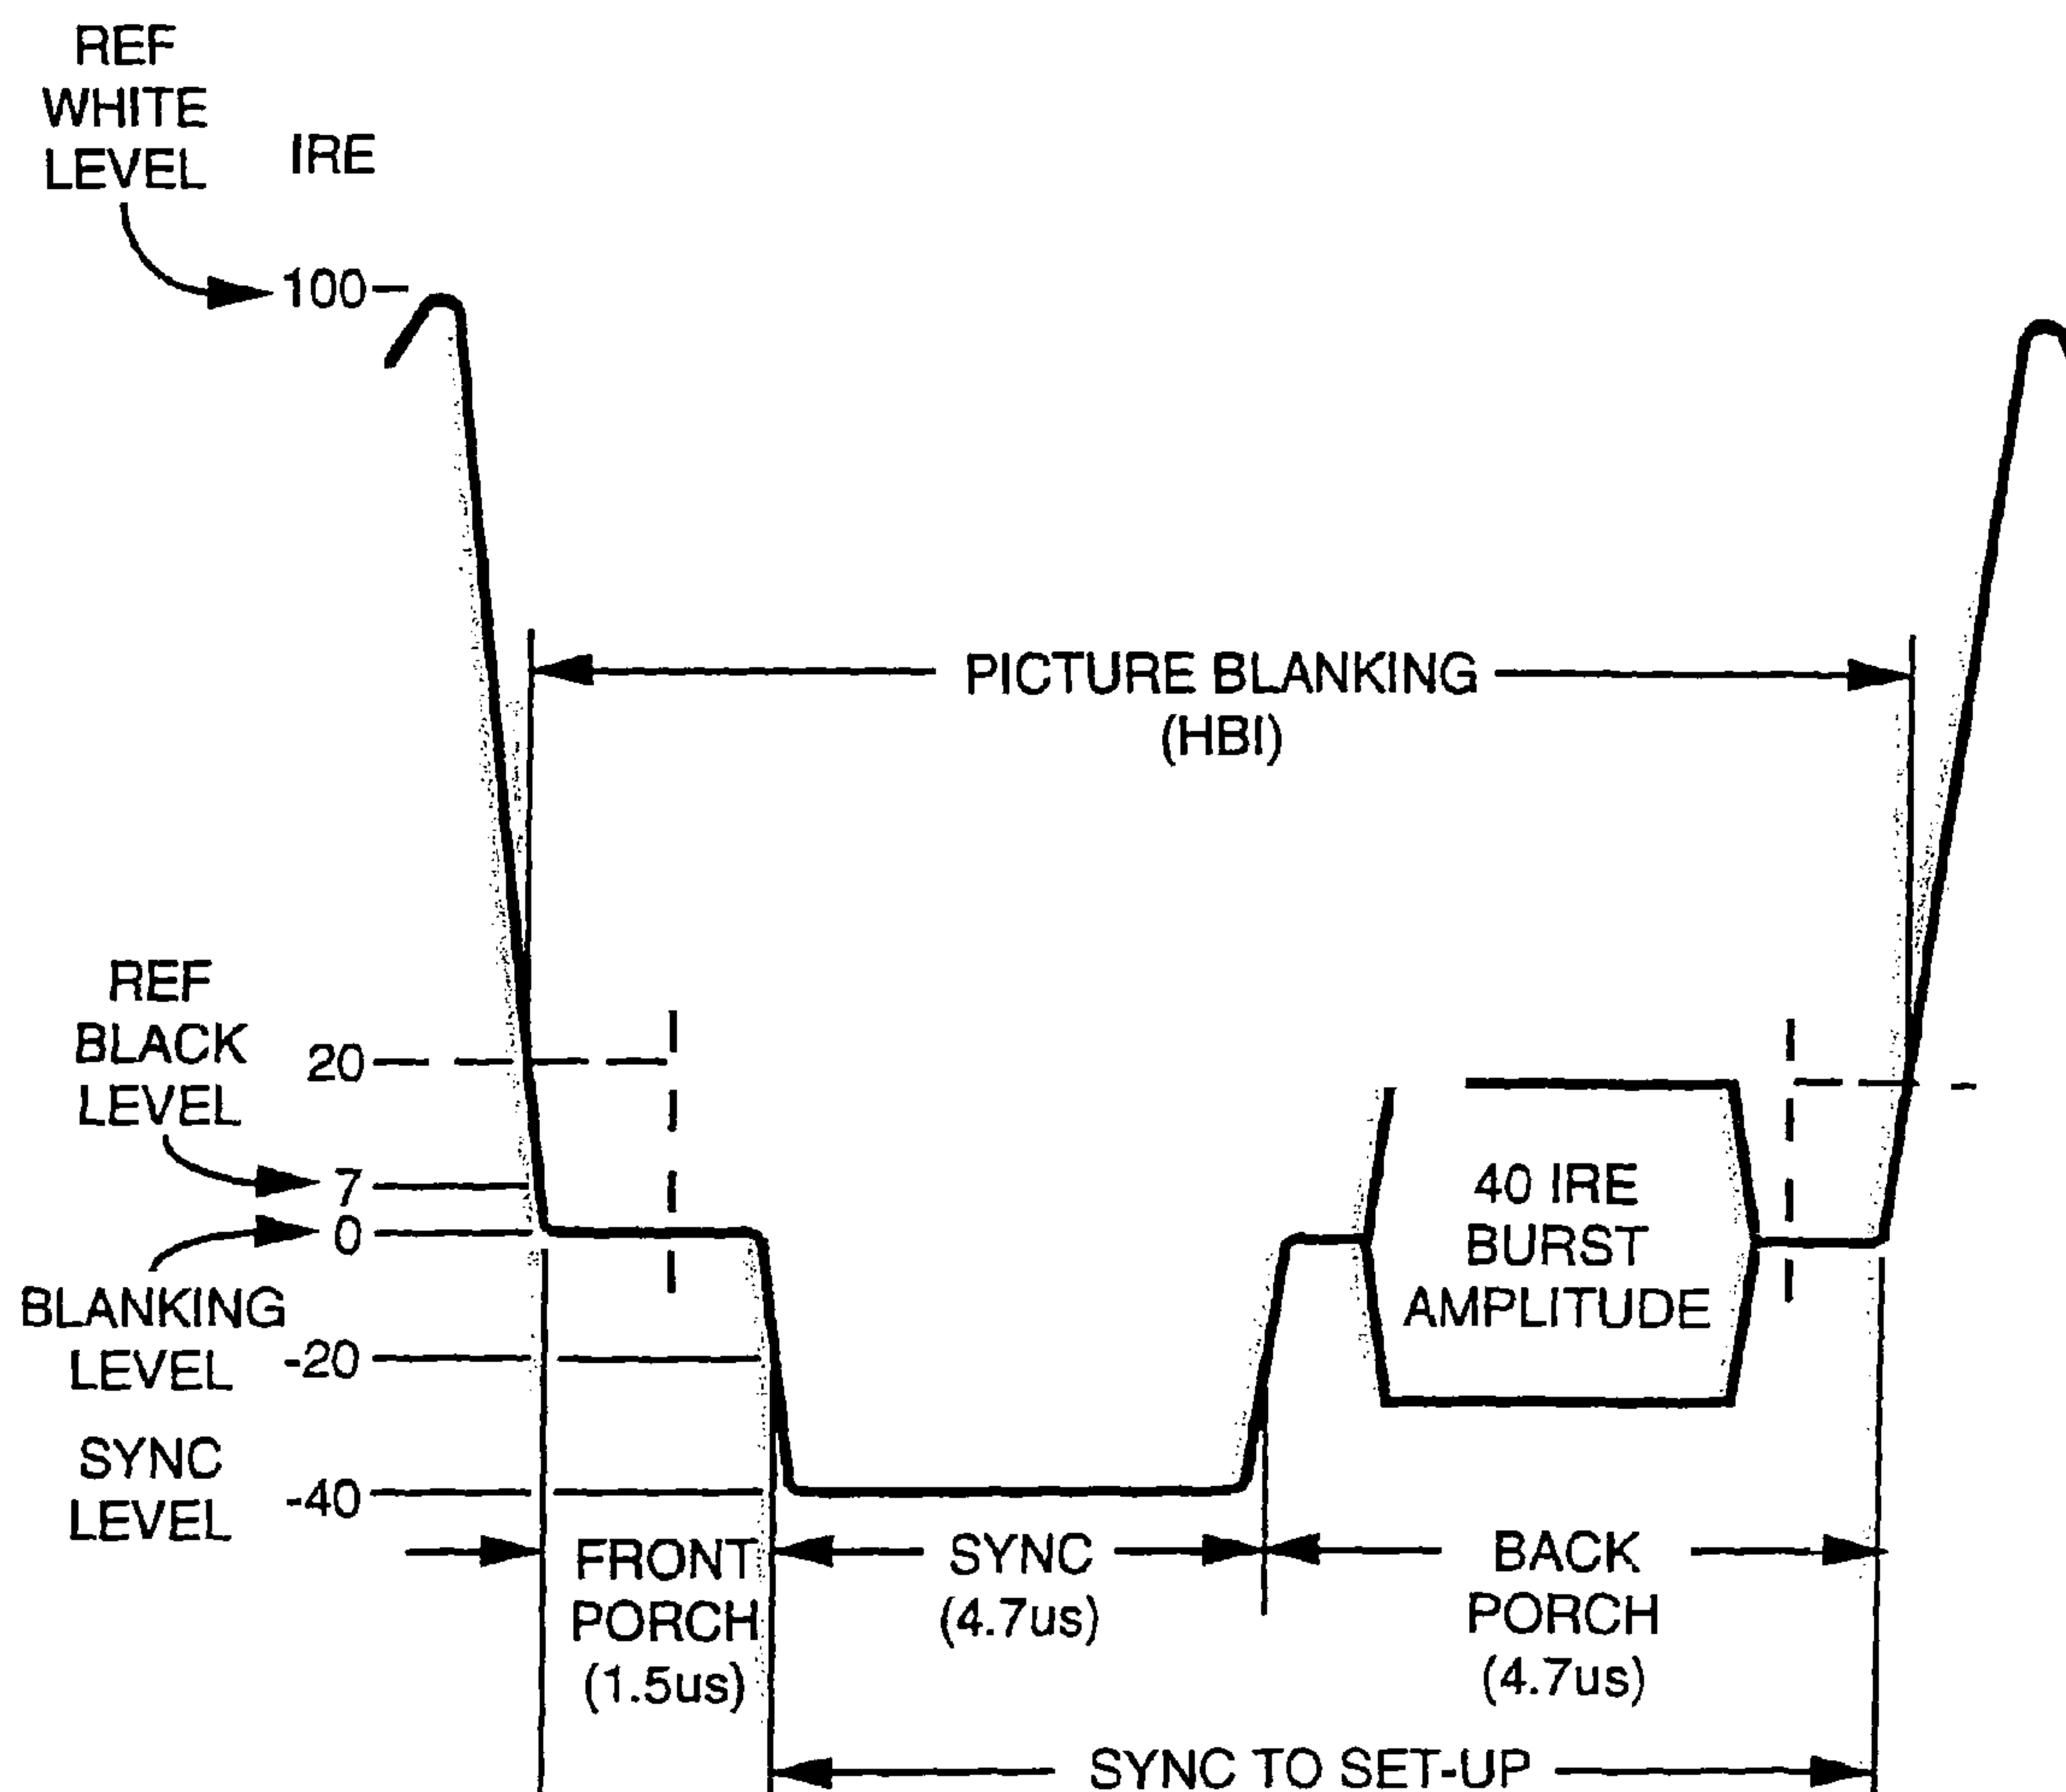 REF
WHITE
LEVEL
IRE
100
PICTURE BLANKING
(HBI)
REF
BLACK
LEVEL
20
7
0
BLANKING
LEVEL
-20
SYNC
LEVEL
-40
40 IRE
BURST
AMPLITUDE
FRONT
PORCH
(1.5us)
SYNC
(4.7us)
BACK
PORCH
(4.7us)
SYNC TO SET-UP